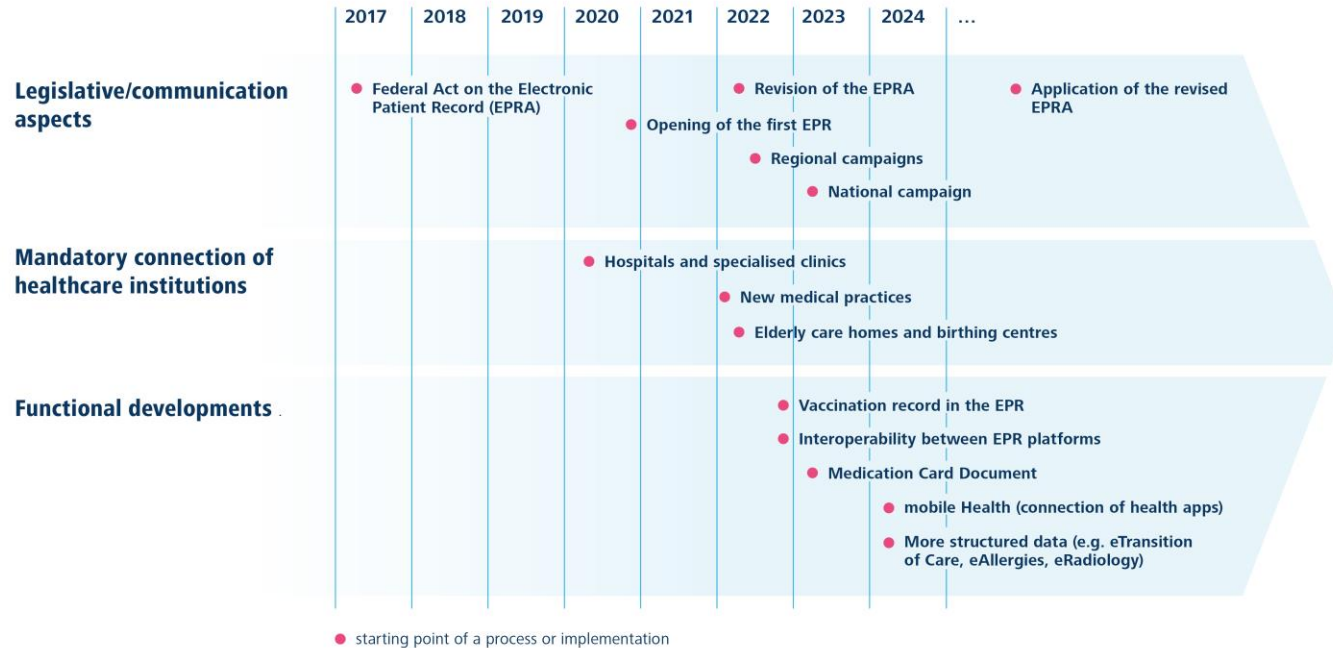 2017 2018 2019 2020 2021 2022 2023 2024 ...
Legislative/communication
aspects
Federal Act on the Electronic
Patient Record (EPRA)
Revision of the EPRA
Application of the revised
EPRA
Opening of the first EPR
Regional campaigns
National campaign
Mandatory connection of
healthcare institutions
Hospitals and specialised clinics
New medical practices
Elderly care homes and birthing centres
Functional developments .
Vaccination record in the EPR
Interoperability between EPR platforms
Medication Card Document
mobile Health (connection of health apps)
More structured data (e.g. eTransition
of Care, eAllergies, eRadiology)
starting point of a process or implementation